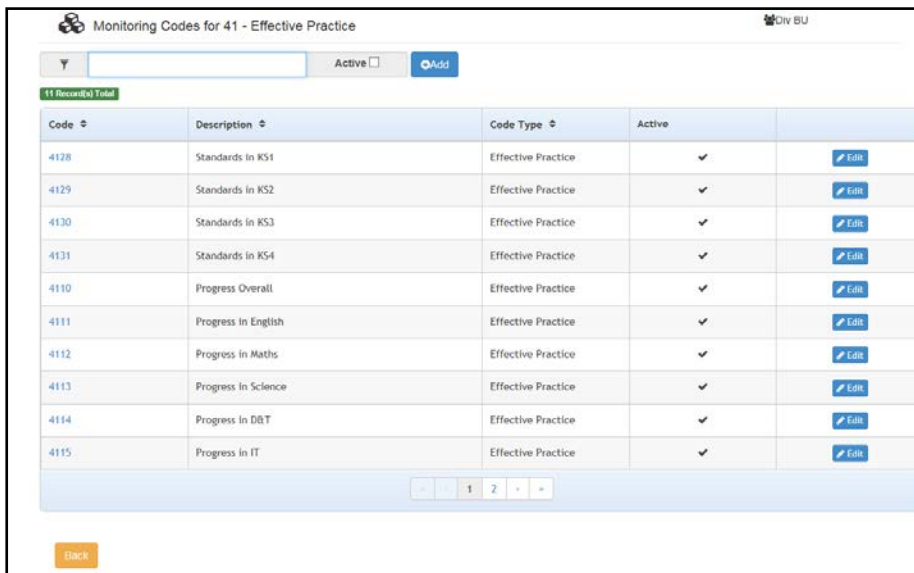 Monitoring Codes for 41 - Effective Practice
Div BU
Active
Add
11 Record(s) Total
Code Description Code Type Active
4128 Standards in KS1 Effective Practice Edit
4129 Standards in KS2 Effective Practice Edit
4130 Standards in KS3 Effective Practice Edit
4131 Standards in KS4 Effective Practice Edit
4110 Progress Overall Effective Practice Edit
4111 Progress in English Effective Practice Edit
4112 Progress in Maths Effective Practice Edit
4113 Progress in Science Effective Practice Edit
4114 Progress in D&T Effective Practice Edit
4115 Progress in IT Effective Practice Edit
1 2
Back